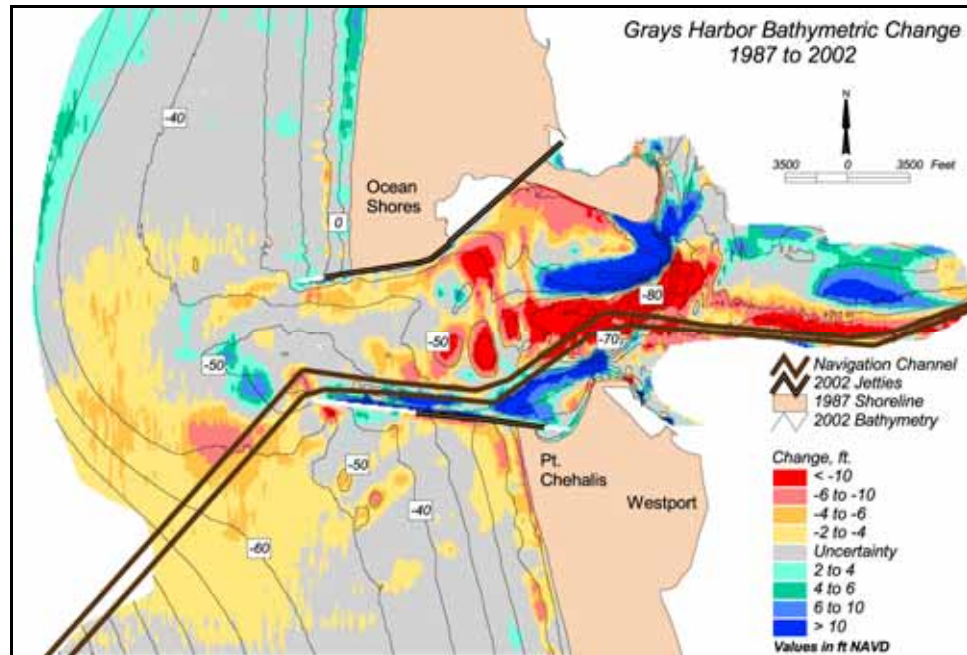 Grays Harbor Bathymetric Change
1987 to 2002
N
3500 0 3500 Feet
-40
Ocean
Shores
0
-80
-50
-70
-50
Pt.
Chehalis
Westport
-50
-40
-60
Navigation Channel
2002 Jetties
1987 Shoreline
2002 Bathymetry
Change, ft.
< -10
-6 to -10
-4 to -6
-2 to -4
Uncertainty
2 to 4
4 to 6
6 to 10
> 10
Values in ft NAVD